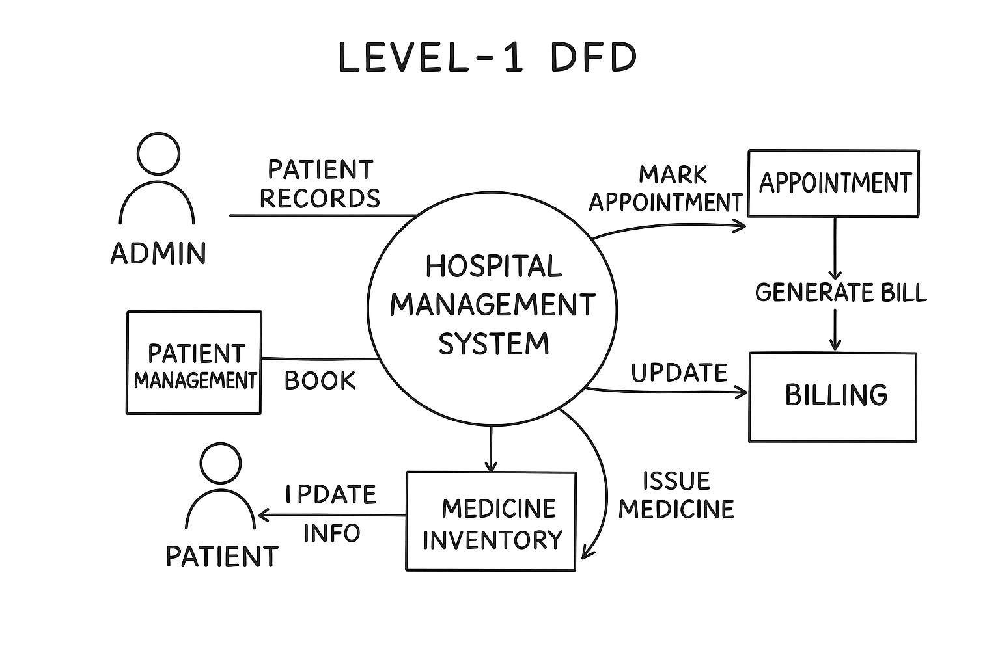 LEVEL-1 DFD
ADMIN
PATIENT
RECORDS
HOSPITAL
MANAGEMENT
SYSTEM
MARK
APPOINTMENT
APPOINTMENT
GENERATE BILL
PATIENT
MANAGEMENT
BOOK
UPDATE
BILLING
PATIENT
I PDATE
INFO
MEDICINE
INVENTORY
ISSUE
MEDICINE